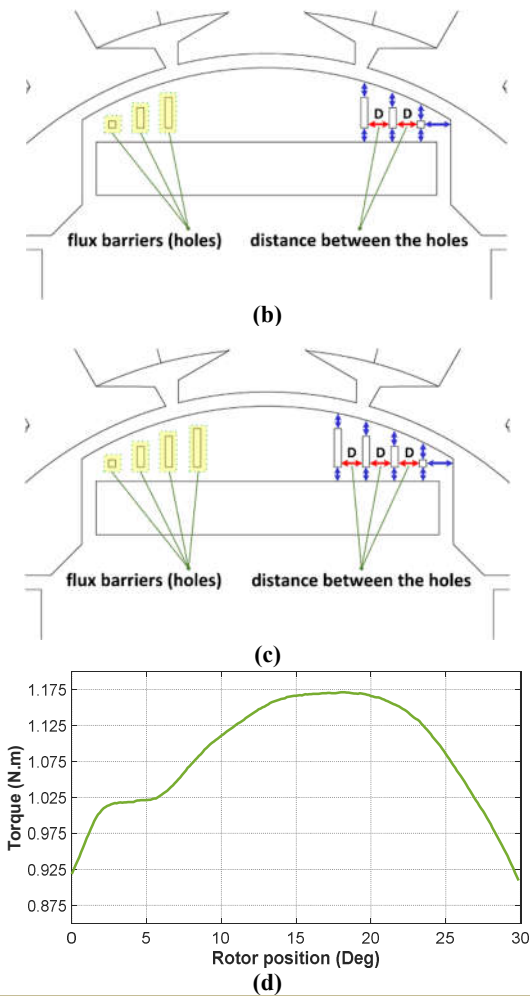 D D
flux barriers (holes) distance between the holes
(b)
D D D
flux barriers (holes) distance between the holes
(c)
1.175
1.125
1.075
1.025
0.975
0.925
0.875
Torque (N.m)
0 5 10 15 20 25 30
Rotor position (Deg)
(d)